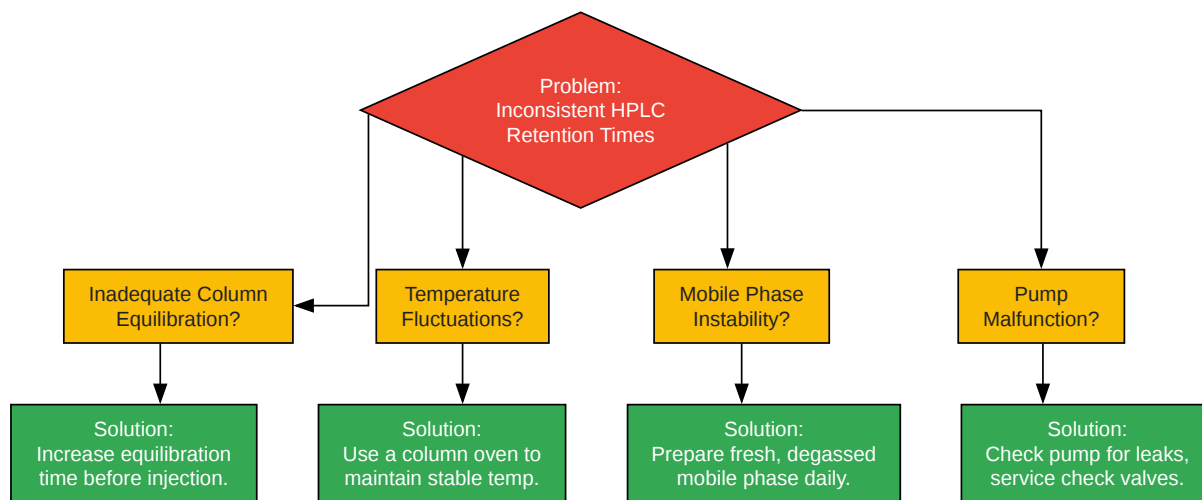 Problem:
Inconsistent HPLC
Retention Times
Inadequate Column
Equilibration?
Temperature
Fluctuations?
Mobile Phase
Instability?
Pump
Malfunction?
Solution:
Increase equilibration
time before injection.
Solution:
Use a column oven to
maintain stable temp.
Solution:
Prepare fresh, degassed
mobile phase daily.
Solution:
Check pump for leaks,
service check valves.